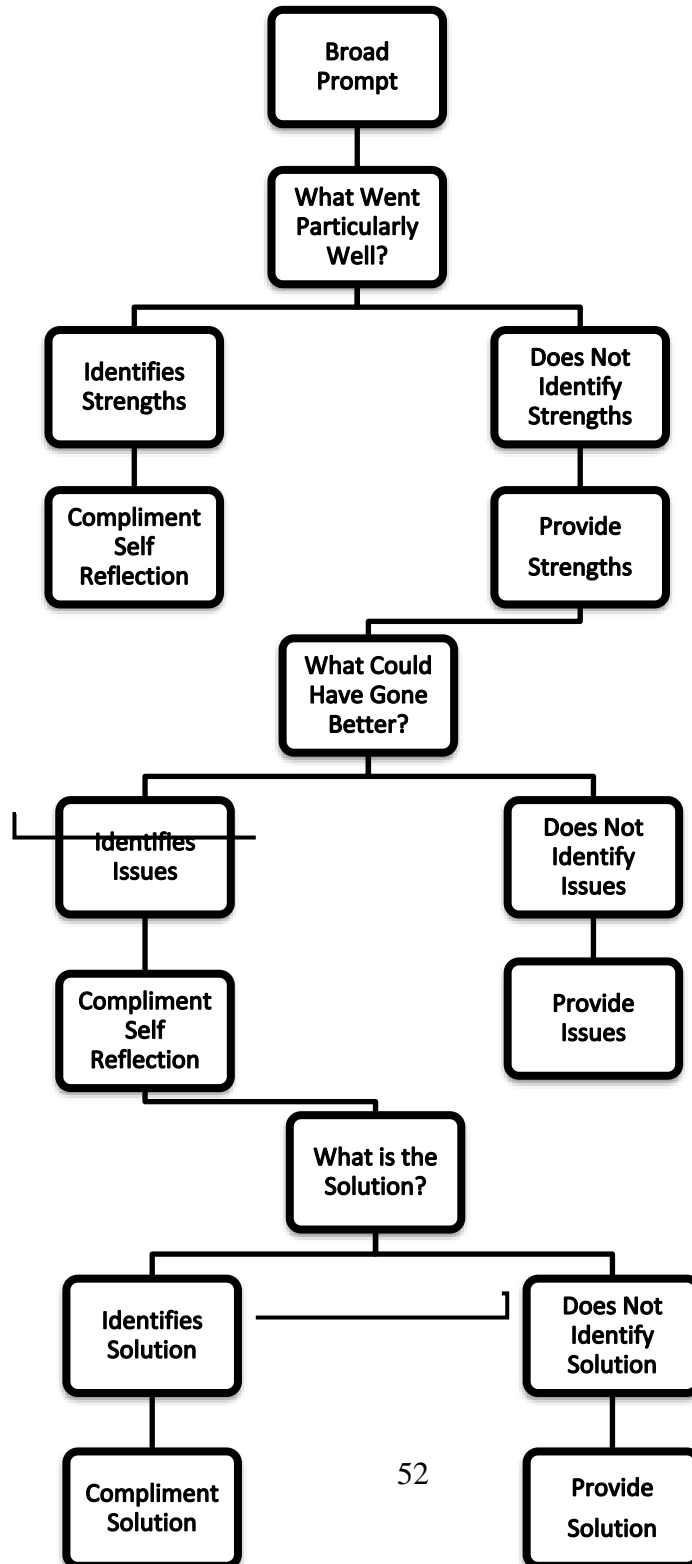 Broad
Prompt
What Went
Particularly
Well?
Identifies
Strengths
Does Not
Identify
Strengths
Compliment
Self
Reflection
Provide
Strengths
What Could
Have Gone
Better?
Identifies
Issues
Does Not
Identify
Issues
Compliment
Self
Reflection
Provide
Issues
What is the
Solution?
Identifies
Solution
Does Not
Identify
Solution
Compliment
Solution
Provide
Solution
52